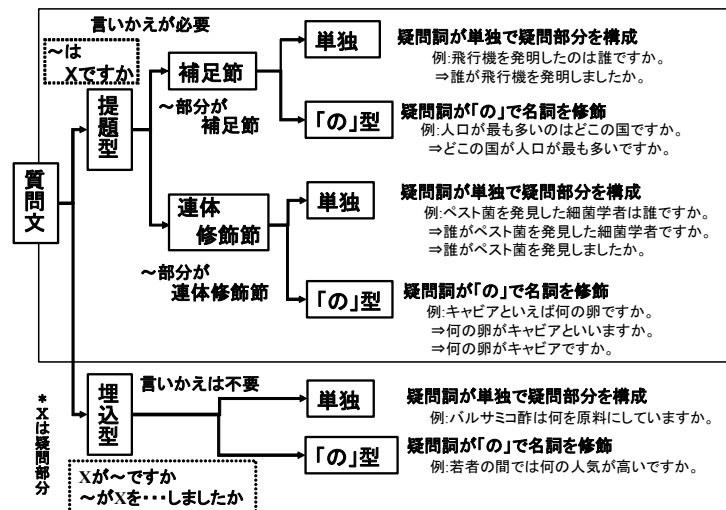 言いかえが必要
～は
Xですか
質問文
提題型
補足節
～部分が
補足節
単独
疑問詞が単独で疑問部分を構成
例:飛行機を発明したのは誰ですか。
⇒誰が飛行機を発明しましたか。
「の」型
疑問詞が「の」で名詞を修飾
例:人口が最も多いのはどこの国ですか。
⇒どこの国が人口が最も多いですか。
連体
修飾節
～部分が
連体修飾節
単独
疑問詞が単独で疑問部分を構成
例:ペスト菌を発見した細菌学者は誰ですか。
⇒誰がペスト菌を発見した細菌学者ですか。
⇒誰がペスト菌を発見しましたか。
「の」型
疑問詞が「の」で名詞を修飾
例:キャビアといえば何の卵ですか。
⇒何の卵がキャビアといいますか。
⇒何の卵がキャビアですか。
埋込型
言いかえは不要
単独
疑問詞が単独で疑問部分を構成
例:バルサミコ酢は何を原料にしていますか。
「の」型
疑問詞が「の」で名詞を修飾
例:若者の間では何の人気が高いですか。
Xが～ですか
～がXを・・・しましたか
*Xは疑問部分